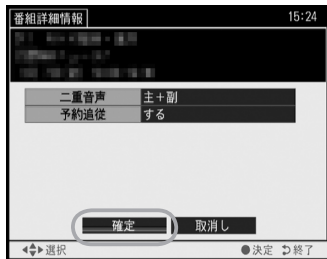 番組詳細情報 15:24
二重音声 主+副
予約追従 する
確定 取消し
選択 ●決定 終了